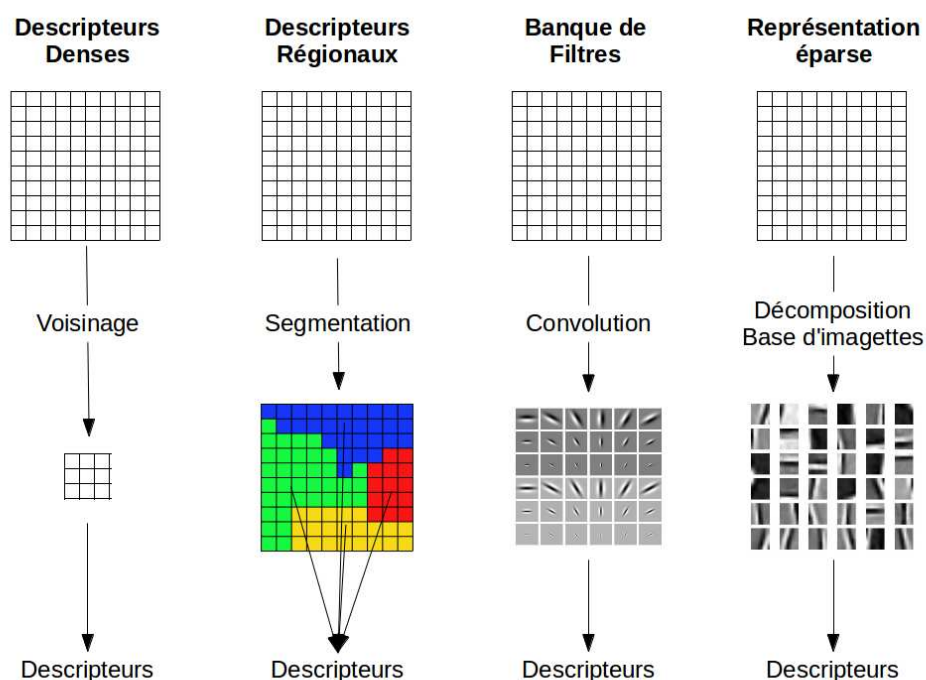 Descripteurs
Denses
Descripteurs
Régionaux
Banque de
Filtres
Représentation
éparse
Voisinage
Segmentation
Convolution
Décomposition
Base d'imagettes
Descripteurs
Descripteurs
Descripteurs
Descripteurs